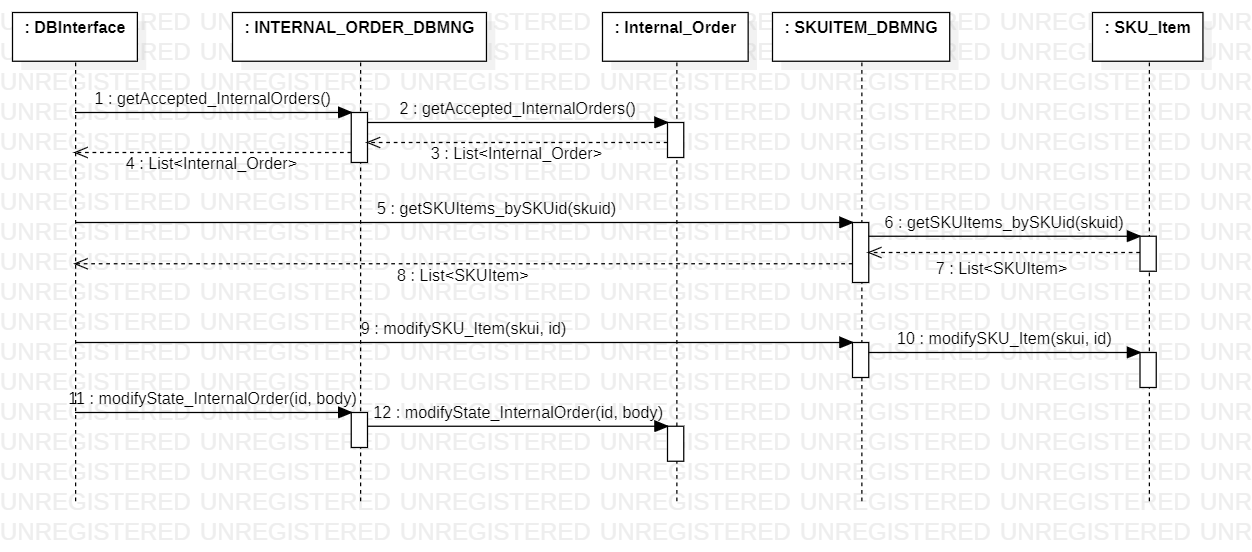 : DBInterface
: INTERNAL_ORDER_DBMNG
: Internal_Order
: SKUITEM_DBMNG
: SKU_Item
1 : getAccepted_InternalOrders()
2 : getAccepted_InternalOrders()
3 : List<Internal_Order>
4 : List<Internal_Order>
5 : getSKUItems_bySKUid(skuid)
6 : getSKUItems_bySKUid(skuid)
7 : List<SKUItem>
8 : List<SKUItem>
9 : modifySKU_Item(skui, id)
10 : modifySKU_Item(skui, id)
11 : modifyState_InternalOrder(id, body)
12 : modifyState_InternalOrder(id, body)
UNREGISTERED UNREGISTERED UNREGISTERED UNREGISTERED UNREGISTERED UNREGISTERED UNR